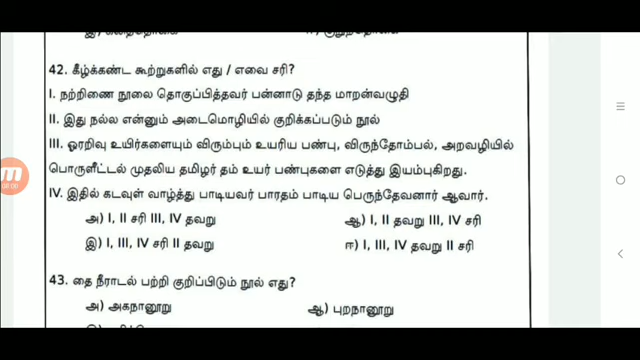 42. கீழ்க்கண்ட கூற்றுகளில் எது / எவை சரி?
I. நற்றிணை நூலை தொகுப்பித்தவர் பன்னாடு தந்த மாறன்வழுதி
II. இது நல்ல என்னும் அடைமொழியில் குறிக்கப்படும் நூல்
III. ஓரறிவு உயிர்களையும் விரும்பும் உயரிய பண்பு, விருந்தோம்பல், அறவழியில்
பொருளீட்டல் முதலிய தமிழர் தம் உயர் பண்புகளை எடுத்து இயம்புகிறது.
IV. இதில் கடவுள் வாழ்த்து பாடியவர் பாரதம் பாடிய பெருந்தேவனார் ஆவார்.
அ) I, II சரி III, IV தவறு
ஆ) I, II தவறு III, IV சரி
இ) I, III, IV சரி II தவறு
ஈ) I, III, IV தவறு II சரி
43. தை நீராடல் பற்றி குறிப்பிடும் நூல் எது?
அ) அகநானூறு
ஆ) புறநானூறு